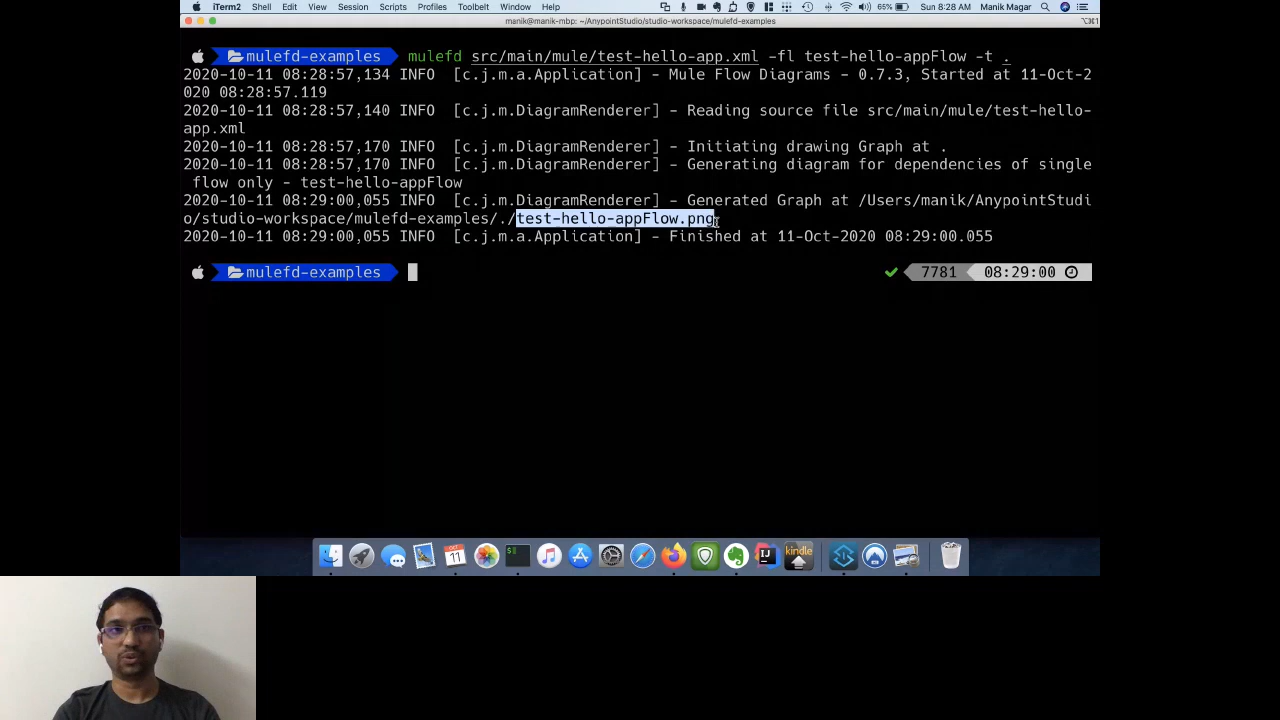 iTerm2 Shell Edit View Session Scripts Profiles Toolbelt Window Help 65% Sun 8:28 AM Manik Magar
manik@manik-mbp: ~/AnypointStudio/studio-workspace/mulefd-examples ⌥⌘1
mulefd-examples mulefd src/main/mule/test-hello-app.xml -fl test-hello-appFlow -t .
2020-10-11 08:28:57,134 INFO [c.j.m.a.Application] - Mule Flow Diagrams - 0.7.3, Started at 11-Oct-2
020 08:28:57.119
2020-10-11 08:28:57,140 INFO [c.j.m.DiagramRenderer] - Reading source file src/main/mule/test-hello-
app.xml
2020-10-11 08:28:57,170 INFO [c.j.m.DiagramRenderer] - Initiating drawing Graph at .
2020-10-11 08:28:57,170 INFO [c.j.m.DiagramRenderer] - Generating diagram for dependencies of single
flow only - test-hello-appFlow
2020-10-11 08:29:00,055 INFO [c.j.m.DiagramRenderer] - Generated Graph at /Users/manik/AnypointStudi
o/studio-workspace/mulefd-examples/./test-hello-appFlow.png
2020-10-11 08:29:00,055 INFO [c.j.m.a.Application] - Finished at 11-Oct-2020 08:29:00.055
mulefd-examples 7781 08:29:00
OCT
11
$
IJ
kindle